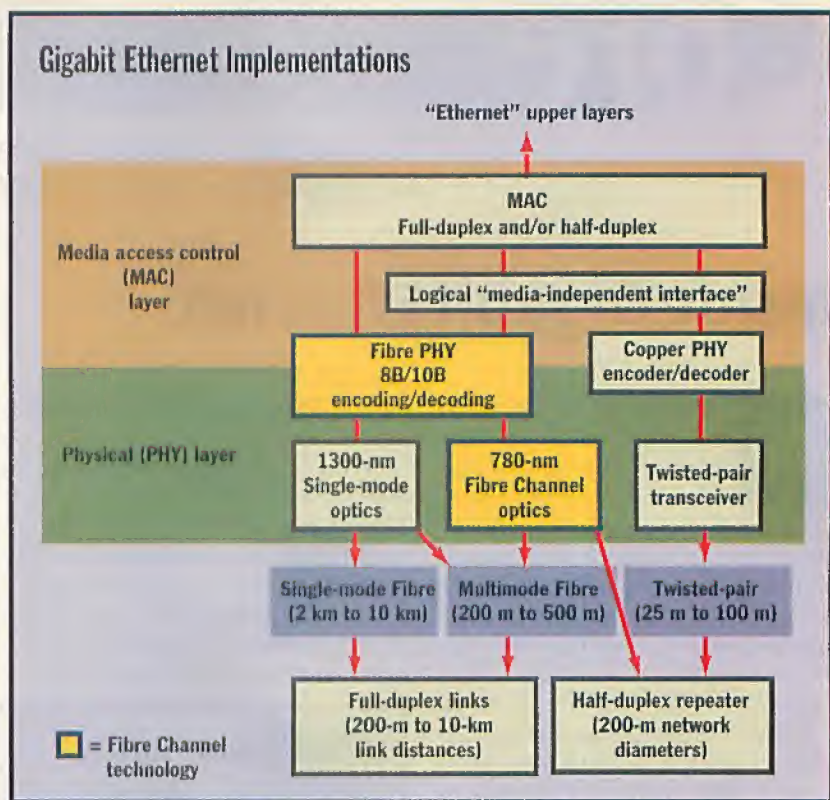 Gigabit Ethernet Implementations
“Ethernet” upper layers
MAC
Full-duplex and/or half-duplex
Media access control
(MAC)
layer
Logical “media-independent interface”
Fibre PHY
8B/10B
encoding/decoding
Copper PHY
encoder/decoder
Physical (PHY) layer
1300-nm
Single-mode
optics
780-nm
Fibre Channel
optics
Twisted-pair
transceiver
Single-mode Fibre
(2 km to 10 km)
Multimode Fibre
(200 m to 500 m)
Twisted-pair
(25 m to 100 m)
Full-duplex links
(200-m to 10-km
link distances)
Half-duplex repeater
(200-m network
diameters)
= Fibre Channel
technology